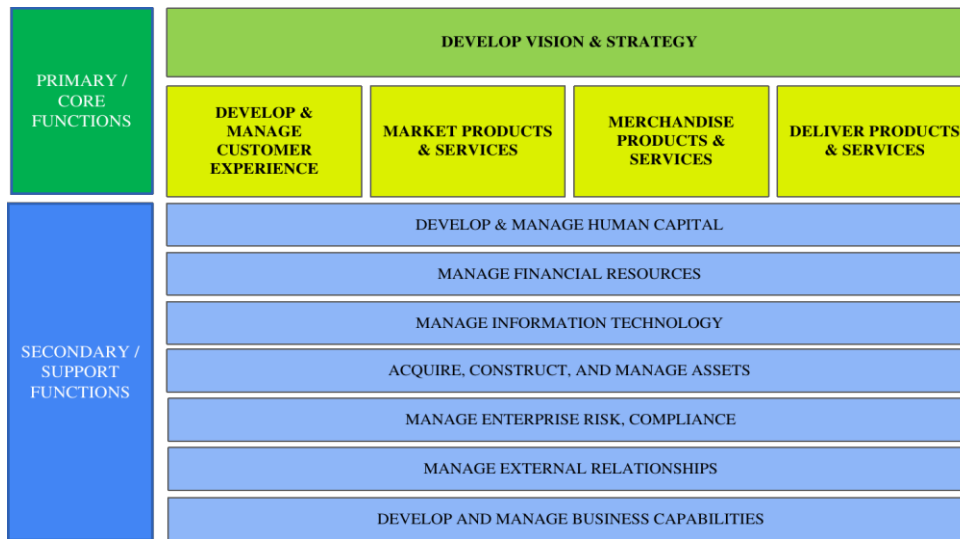 PRIMARY /
CORE
FUNCTIONS
DEVELOP VISION & STRATEGY
DEVELOP &
MANAGE
CUSTOMER
EXPERIENCE
MARKET PRODUCTS
& SERVICES
MERCHANDISE
PRODUCTS &
SERVICES
DELIVER PRODUCTS
& SERVICES
SECONDARY /
SUPPORT
FUNCTIONS
DEVELOP & MANAGE HUMAN CAPITAL
MANAGE FINANCIAL RESOURCES
MANAGE INFORMATION TECHNOLOGY
ACQUIRE, CONSTRUCT, AND MANAGE ASSETS
MANAGE ENTERPRISE RISK, COMPLIANCE
MANAGE EXTERNAL RELATIONSHIPS
DEVELOP AND MANAGE BUSINESS CAPABILITIES